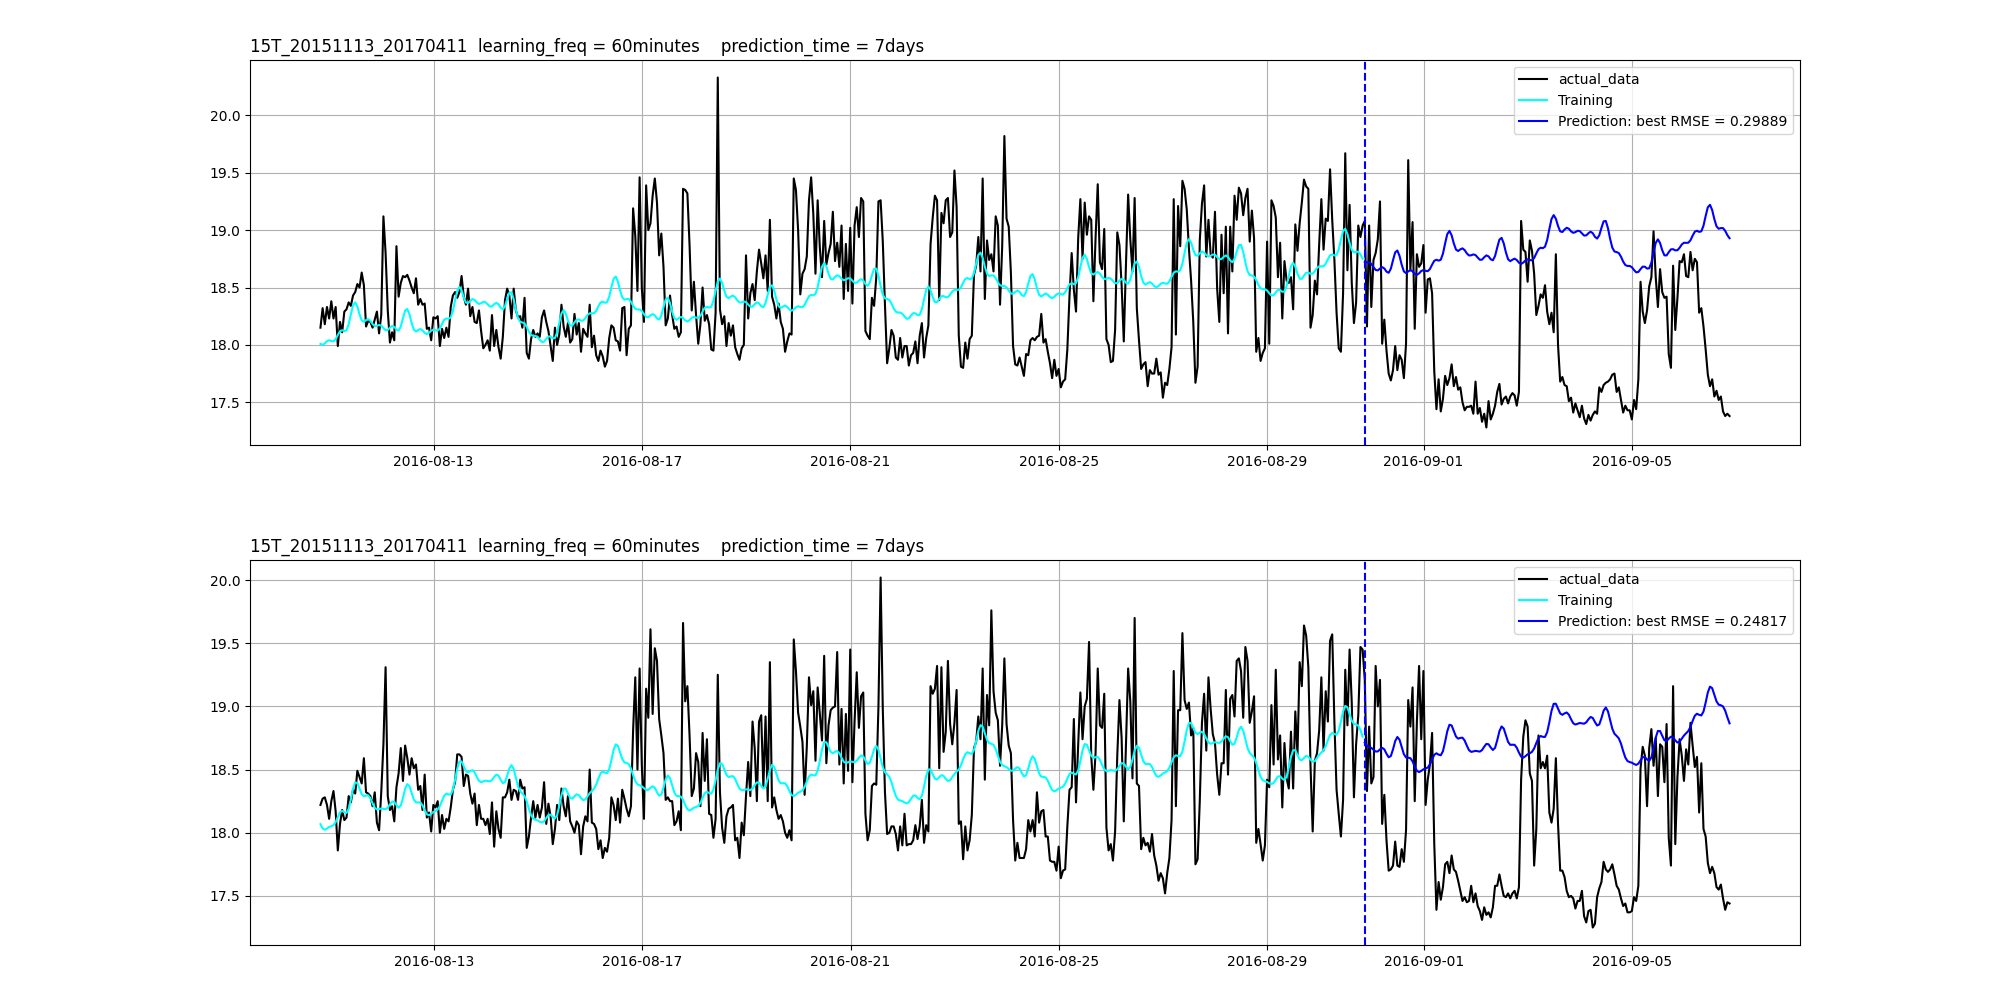 15T_20151113_20170411  learning_freq = 60minutes    prediction_time = 7days
actual_data
Training
Prediction: best RMSE = 0.29889
20.0
19.5
19.0
18.5
18.0
17.5
2016-08-13 2016-08-17 2016-08-21 2016-08-25 2016-08-29 2016-09-01 2016-09-05
15T_20151113_20170411  learning_freq = 60minutes    prediction_time = 7days
actual_data
Training
Prediction: best RMSE = 0.24817
20.0
19.5
19.0
18.5
18.0
17.5
2016-08-13 2016-08-17 2016-08-21 2016-08-25 2016-08-29 2016-09-01 2016-09-05